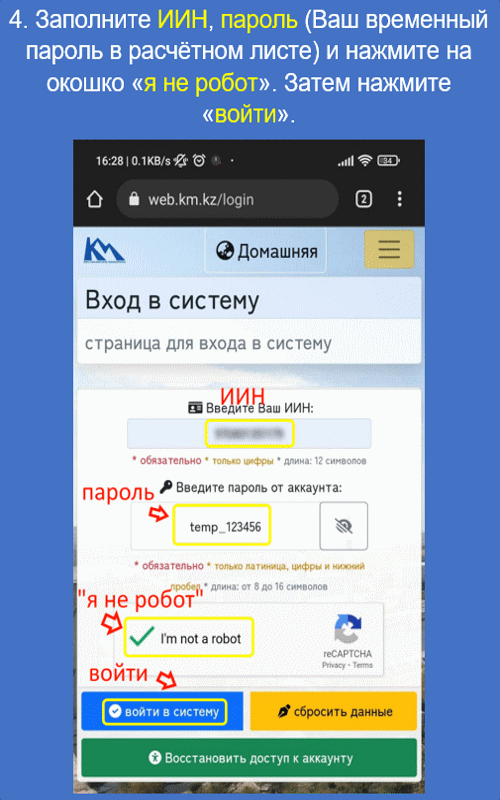 4. Заполните ИИН, пароль (Ваш временный
пароль в расчётном листе) и нажмите на
окошко «я не робот». Затем нажмите
«войти».
16:28 | 0.1KB/s
34
web.km.kz/login
2
КМ
Домашняя
Вход в систему
страница для входа в систему
ИИН
Введите Ваш ИИН:
* обязательно * только цифры * длина: 12 символов
пароль
Введите пароль от аккаунта:
temp_123456
* обязательно * только латиница, цифры и нижний
пробел * длина: от 8 до 16 символов
"я не робот"
I'm not a robot
reCAPTCHA
Privacy - Terms
войти
войти в систему
сбросить данные
Восстановить доступ к аккаунту